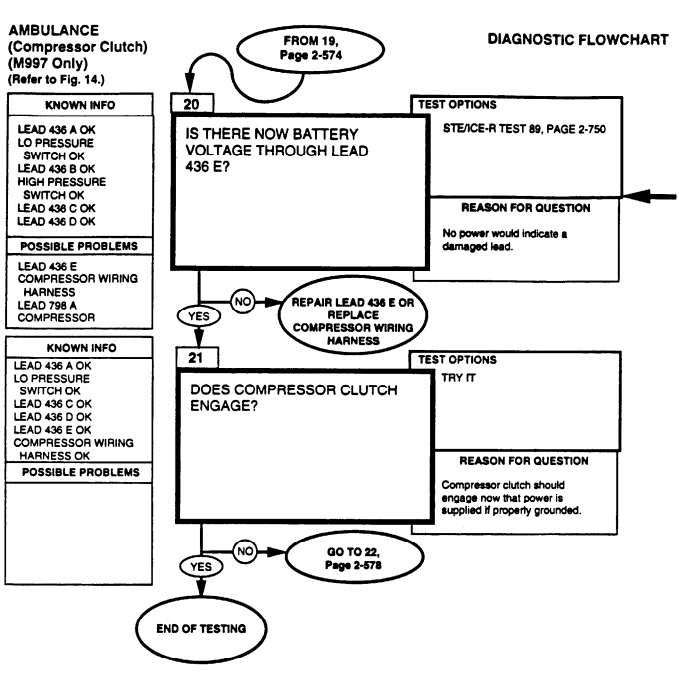 AMBULANCE
(Compressor Clutch)
(M997 Only)
(Refer to Fig. 14.)
DIAGNOSTIC FLOWCHART
FROM 19,
Page 2-574
KNOWN INFO
LEAD 436 A OK
LO PRESSURE
SWITCH OK
LEAD 436 B OK
HIGH PRESSURE
SWITCH OK
LEAD 436 C OK
LEAD 436 D OK
POSSIBLE PROBLEMS
LEAD 436 E
COMPRESSOR WIRING
HARNESS
LEAD 798 A
COMPRESSOR
20
IS THERE NOW BATTERY
VOLTAGE THROUGH LEAD
436 E?
TEST OPTIONS
STE/ICE-R TEST 89, PAGE 2-750
REASON FOR QUESTION
No power would indicate a
damaged lead.
NO
REPAIR LEAD 436 E OR
REPLACE
COMPRESSOR WIRING
HARNESS
YES
KNOWN INFO
LEAD 436 A OK
LO PRESSURE
SWITCH OK
LEAD 436 C OK
LEAD 436 D OK
LEAD 436 E OK
COMPRESSOR WIRING
HARNESS OK
POSSIBLE PROBLEMS
21
DOES COMPRESSOR CLUTCH
ENGAGE?
TEST OPTIONS
TRY IT
REASON FOR QUESTION
Compressor clutch should
engage now that power is
supplied if properly grounded.
NO
GO TO 22,
Page 2-578
YES
END OF TESTING